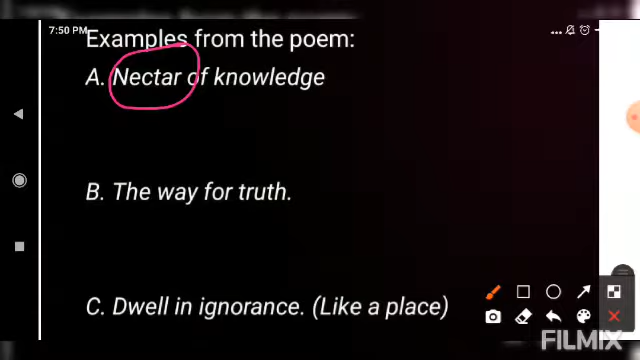 7:50 PM
Examples from the poem:
A. Nectar of knowledge
B. The way for truth.
C. Dwell in ignorance. (Like a place)
FILMIX